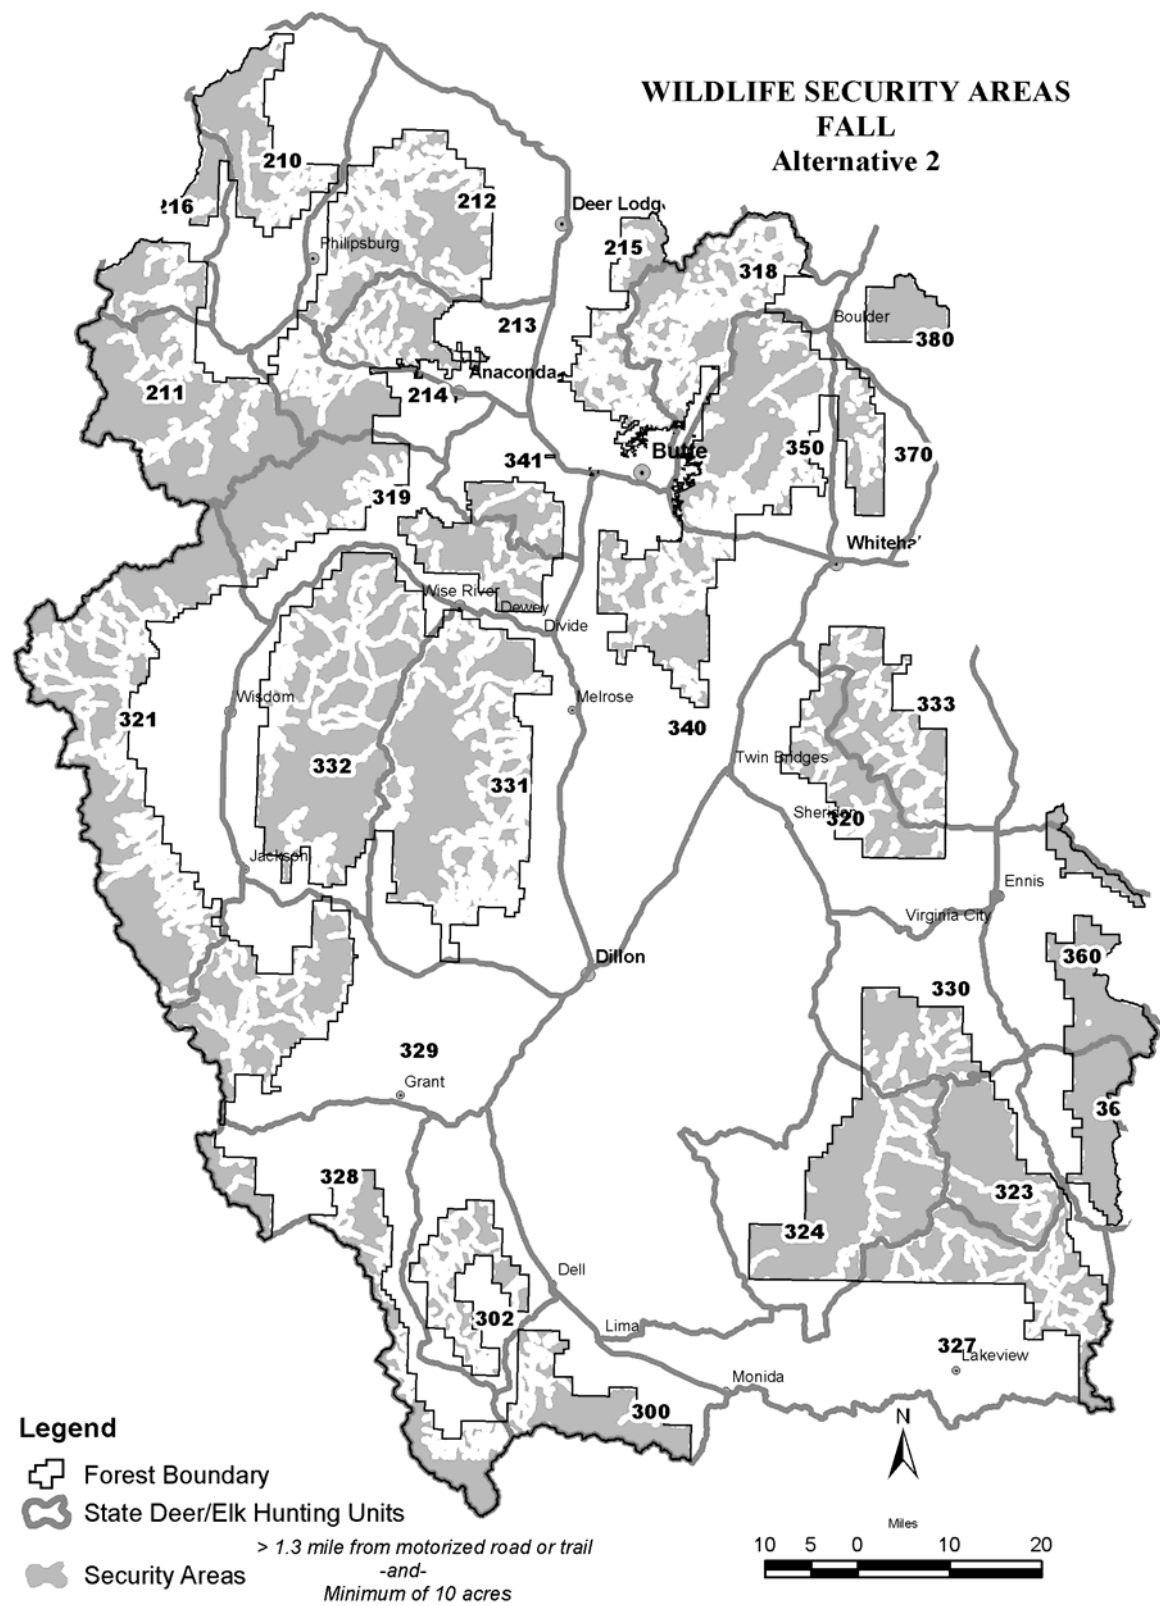 WILDLIFE SECURITY AREAS
FALL
Alternative 2
210
216
212
Deer Lodg
215
318
Philipsburg
213
Boulder
380
Anaconda
211
214
Butte
350
370
341
319
Whiteha
Wise River
Dewey
Divide
Wisdom
Melrose
321
340
333
332
331
Twin Bridges
Sheridan
320
Jackson
Ennis
Virginia City
Dillon
360
330
329
Grant
36
328
323
324
Dell
302
Lima
327
Lakeview
Monida
300
N
Legend
Forest Boundary
State Deer/Elk Hunting Units
> 1.3 mile from motorized road or trail
-and-
Security Areas
Minimum of 10 acres
Miles
10 5 0 10 20